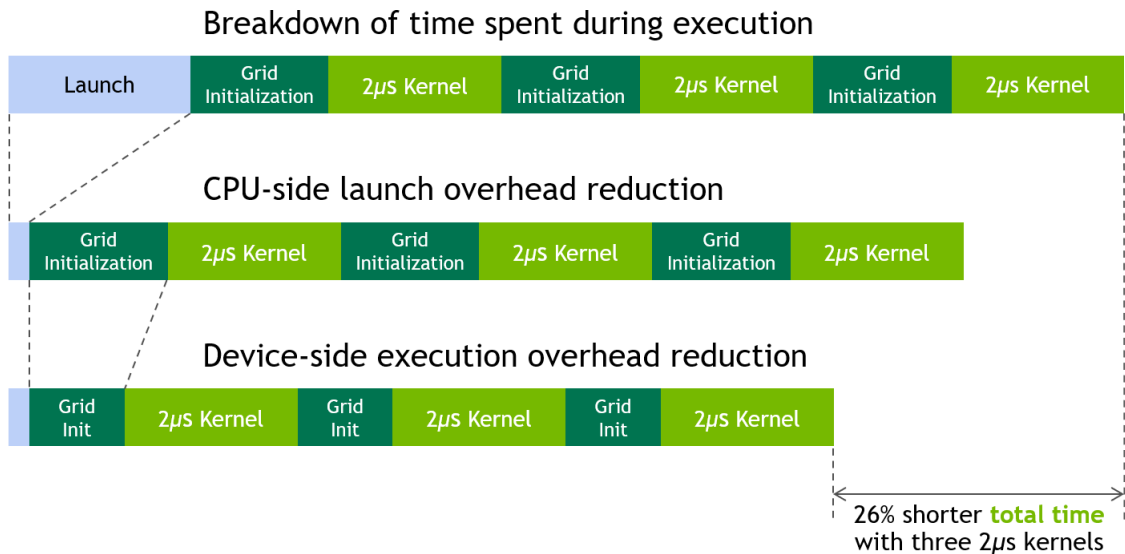 Breakdown of time spent during execution
Launch
Grid
Initialization
2µs Kernel
Grid
Initialization
2µs Kernel
Grid
Initialization
2µs Kernel
CPU-side launch overhead reduction
Grid
Initialization
2µs Kernel
Grid
Initialization
2µs Kernel
Grid
Initialization
2µs Kernel
Device-side execution overhead reduction
Grid
Init
2µs Kernel
Grid
Init
2µs Kernel
Grid
Init
2µs Kernel
26% shorter total time
with three 2µs kernels